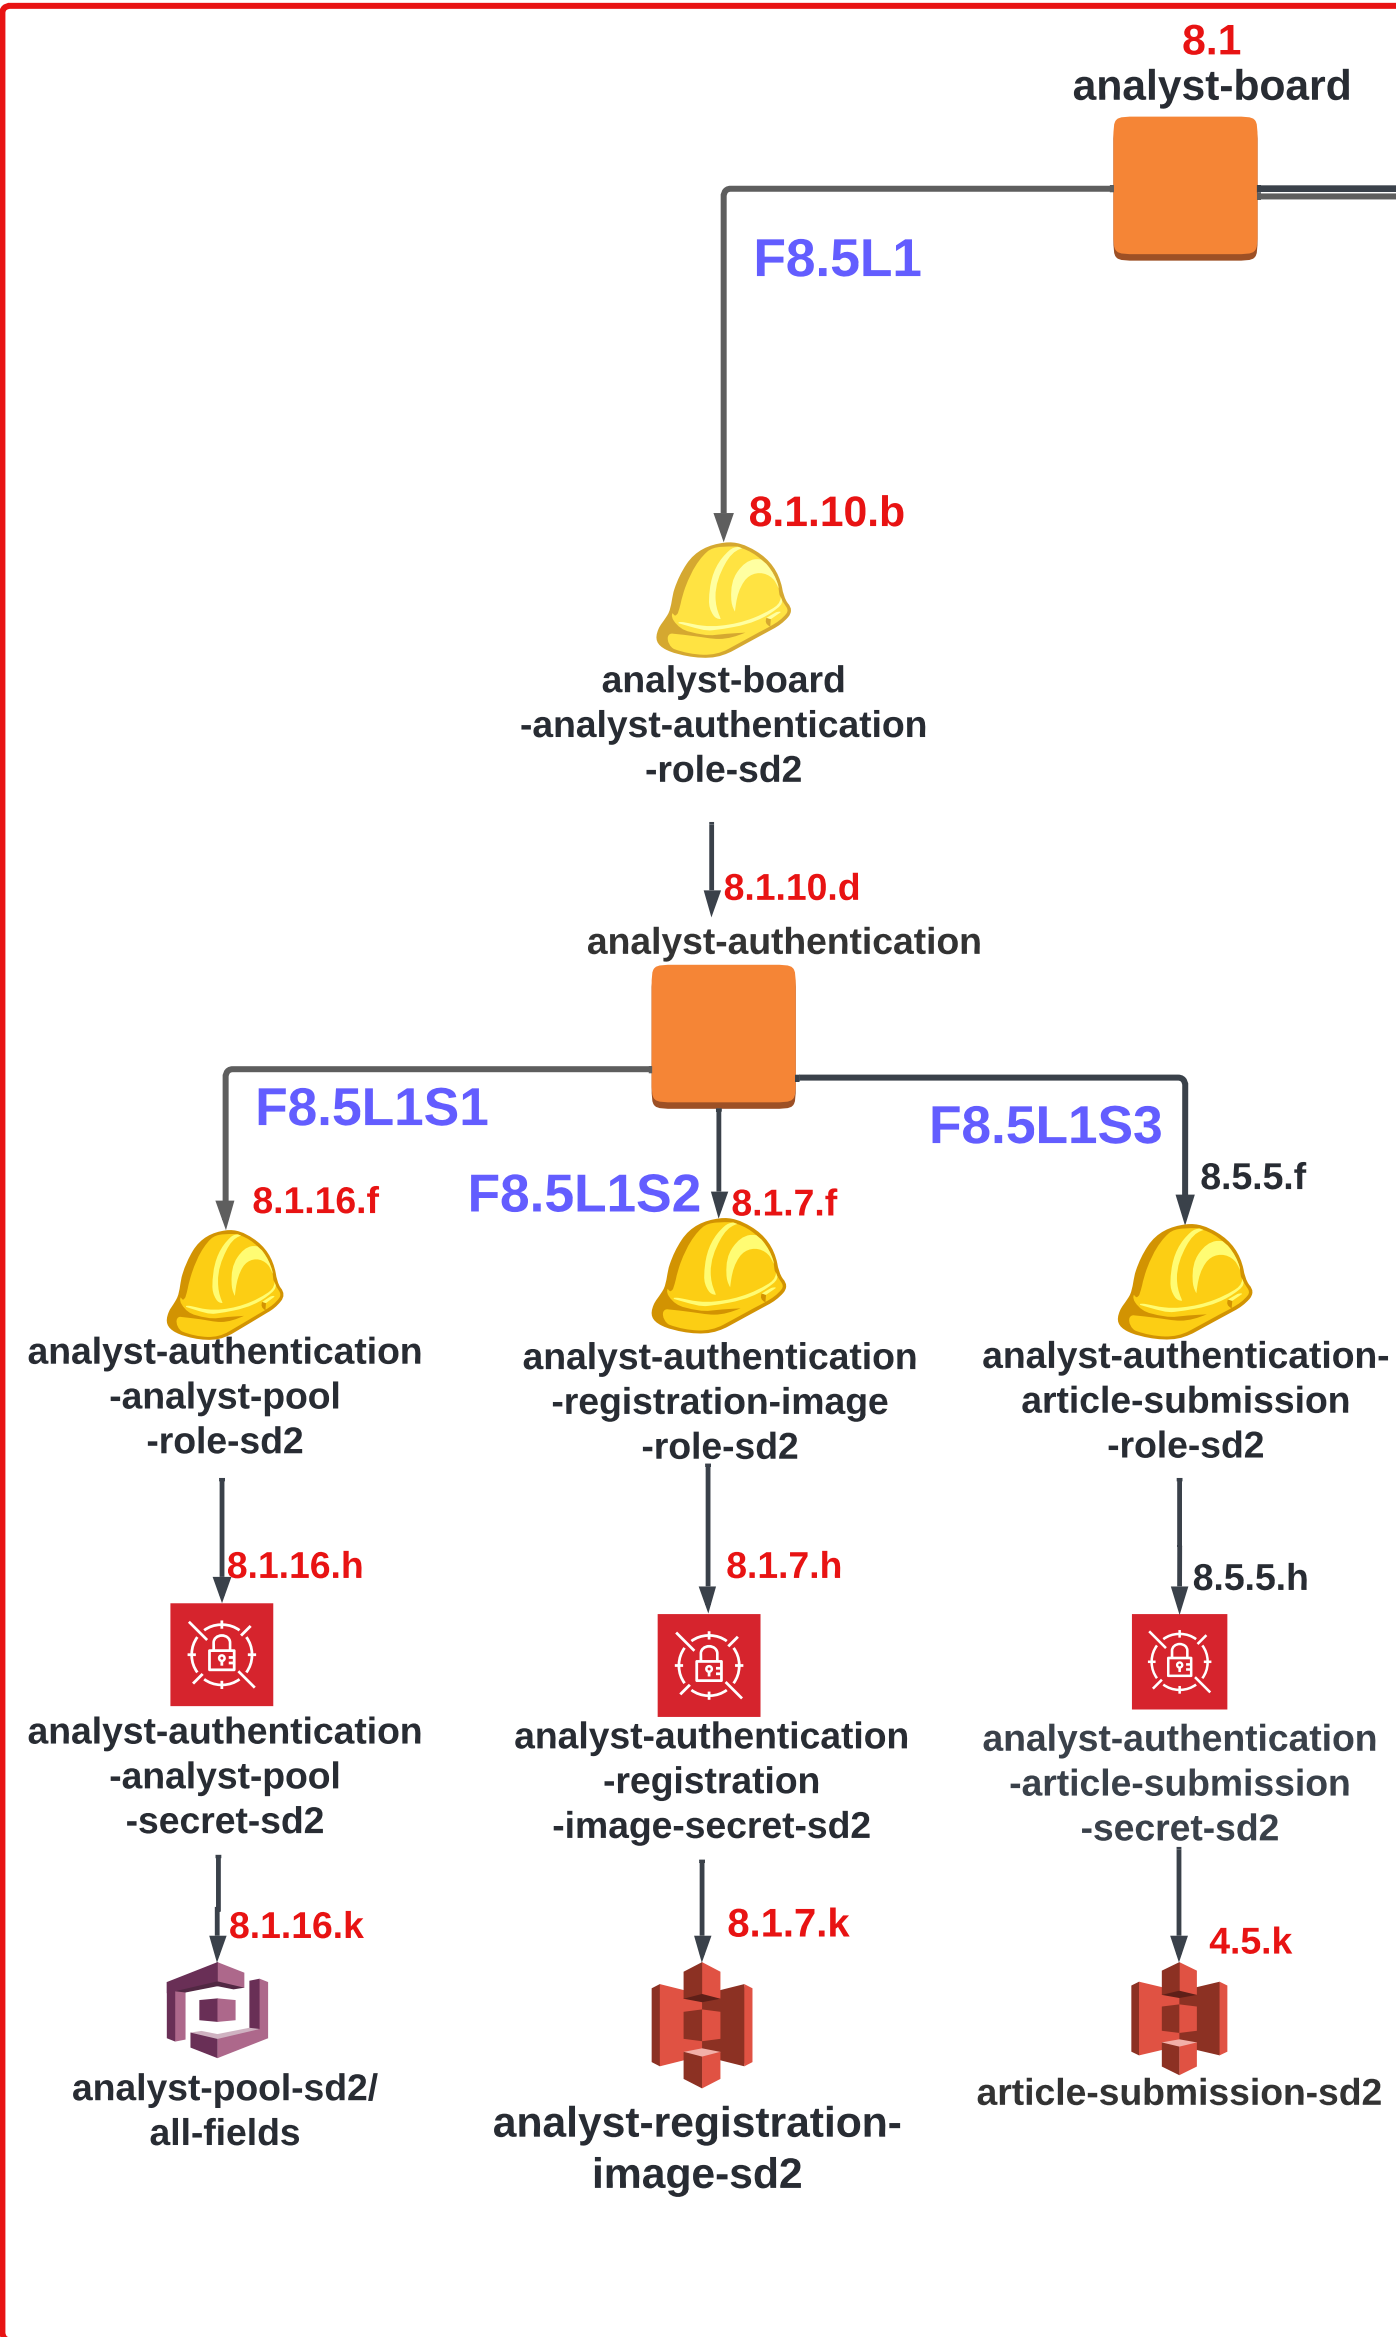 8.1
analyst-board
F8.5L1
8.1.10.b
analyst-board
-analyst-authentication
-role-sd2
8.1.10.d
analyst-authentication
F8.5L1S1
F8.5L1S2
F8.5L1S3
8.1.16.f
8.1.7.f
8.5.5.f
analyst-authentication
-analyst-pool
-role-sd2
analyst-authentication
-registration-image
-role-sd2
analyst-authentication-
article-submission
-role-sd2
8.1.16.h
8.1.7.h
8.5.5.h
analyst-authentication
-analyst-pool
-secret-sd2
analyst-authentication
-registration
-image-secret-sd2
analyst-authentication
-article-submission
-secret-sd2
8.1.16.k
8.1.7.k
4.5.k
analyst-pool-sd2/
all-fields
analyst-registration-
image-sd2
article-submission-sd2